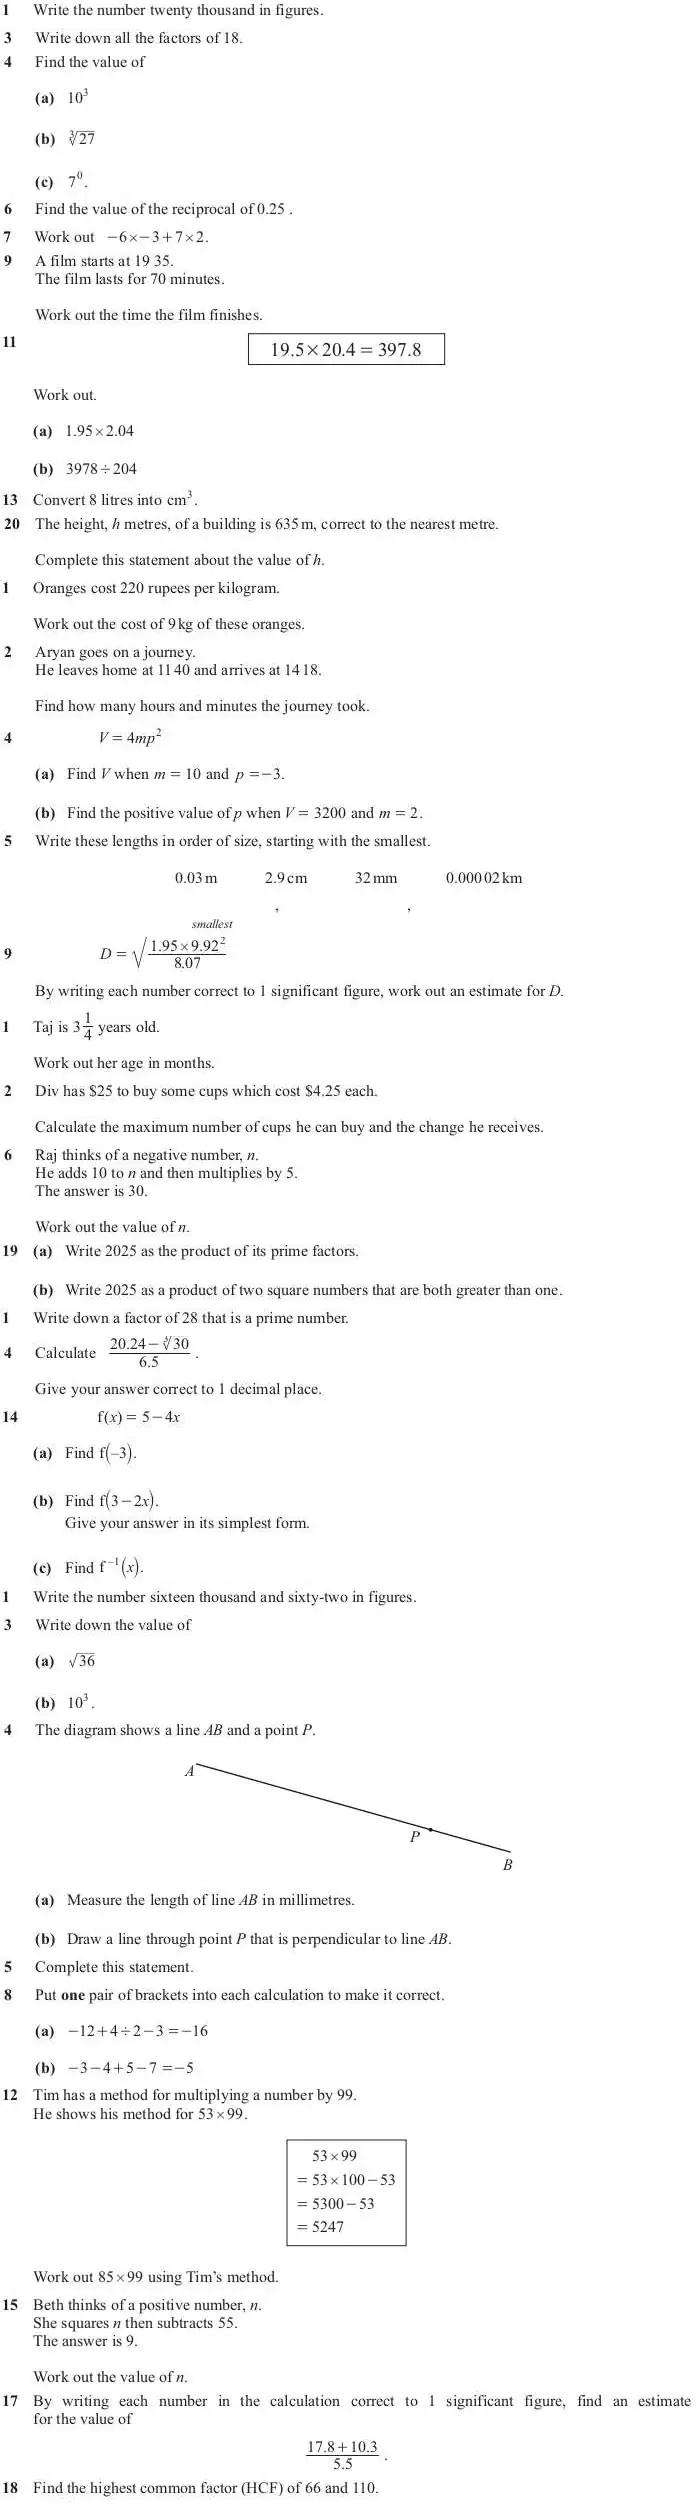 1 Write the number twenty thousand in figures.
3 Write down all the factors of 18.
4 Find the value of
(a) 10³
(b) ∛27
(c) 7⁰.
6 Find the value of the reciprocal of 0.25 .
7 Work out −6×−3+7×2.
9 A film starts at 19 35.
The film lasts for 70 minutes.
Work out the time the film finishes.
11
19.5×20.4 = 397.8
Work out.
(a) 1.95×2.04
(b) 3978÷204
13 Convert 8 litres into cm³.
20 The height, h metres, of a building is 635 m, correct to the nearest metre.
Complete this statement about the value of h.
1 Oranges cost 220 rupees per kilogram.
Work out the cost of 9 kg of these oranges.
2 Aryan goes on a journey.
He leaves home at 11 40 and arrives at 14 18.
Find how many hours and minutes the journey took.
4 V = 4mp²
(a) Find V when m = 10 and p =−3.
(b) Find the positive value of p when V = 3200 and m = 2.
5 Write these lengths in order of size, starting with the smallest.
0.03 m 2.9 cm 32 mm 0.000 02 km
, ,
smallest
9 D = √(1.95×9.92²/8.07)
By writing each number correct to 1 significant figure, work out an estimate for D.
1 Taj is 3 1/4 years old.
Work out her age in months.
2 Div has $25 to buy some cups which cost $4.25 each.
Calculate the maximum number of cups he can buy and the change he receives.
6 Raj thinks of a negative number, n.
He adds 10 to n and then multiplies by 5.
The answer is 30.
Work out the value of n.
19 (a) Write 2025 as the product of its prime factors.
(b) Write 2025 as a product of two square numbers that are both greater than one.
1 Write down a factor of 28 that is a prime number.
4 Calculate (20.24−∛30)/6.5 .
Give your answer correct to 1 decimal place.
14 f(x) = 5−4x
(a) Find f(−3).
(b) Find f(3−2x).
Give your answer in its simplest form.
(c) Find f⁻¹(x).
1 Write the number sixteen thousand and sixty-two in figures.
3 Write down the value of
(a) √36
(b) 10³.
4 The diagram shows a line AB and a point P.
A
P
B
(a) Measure the length of line AB in millimetres.
(b) Draw a line through point P that is perpendicular to line AB.
5 Complete this statement.
8 Put one pair of brackets into each calculation to make it correct.
(a) −12+4÷2−3 =−16
(b) −3−4+5−7 =−5
12 Tim has a method for multiplying a number by 99.
He shows his method for 53×99.
53×99
= 53×100−53
= 5300−53
= 5247
Work out 85×99 using Tim's method.
15 Beth thinks of a positive number, n.
She squares n then subtracts 55.
The answer is 9.
Work out the value of n.
17 By writing each number in the calculation correct to 1 significant figure, find an estimate
for the value of
(17.8+10.3)/5.5 .
18 Find the highest common factor (HCF) of 66 and 110.